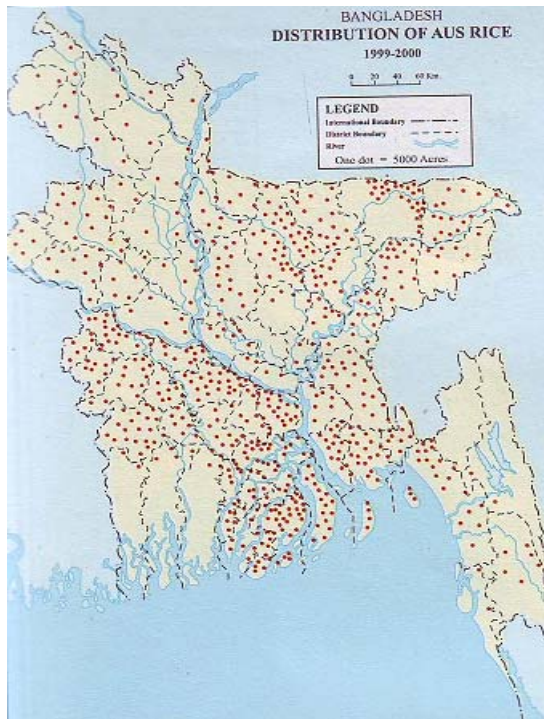 BANGLADESH
DISTRIBUTION OF AUS RICE
1999-2000
0 20 40 60 Km.
LEGEND
International Boundary
District Boundary
River
One dot = 5000 Acres